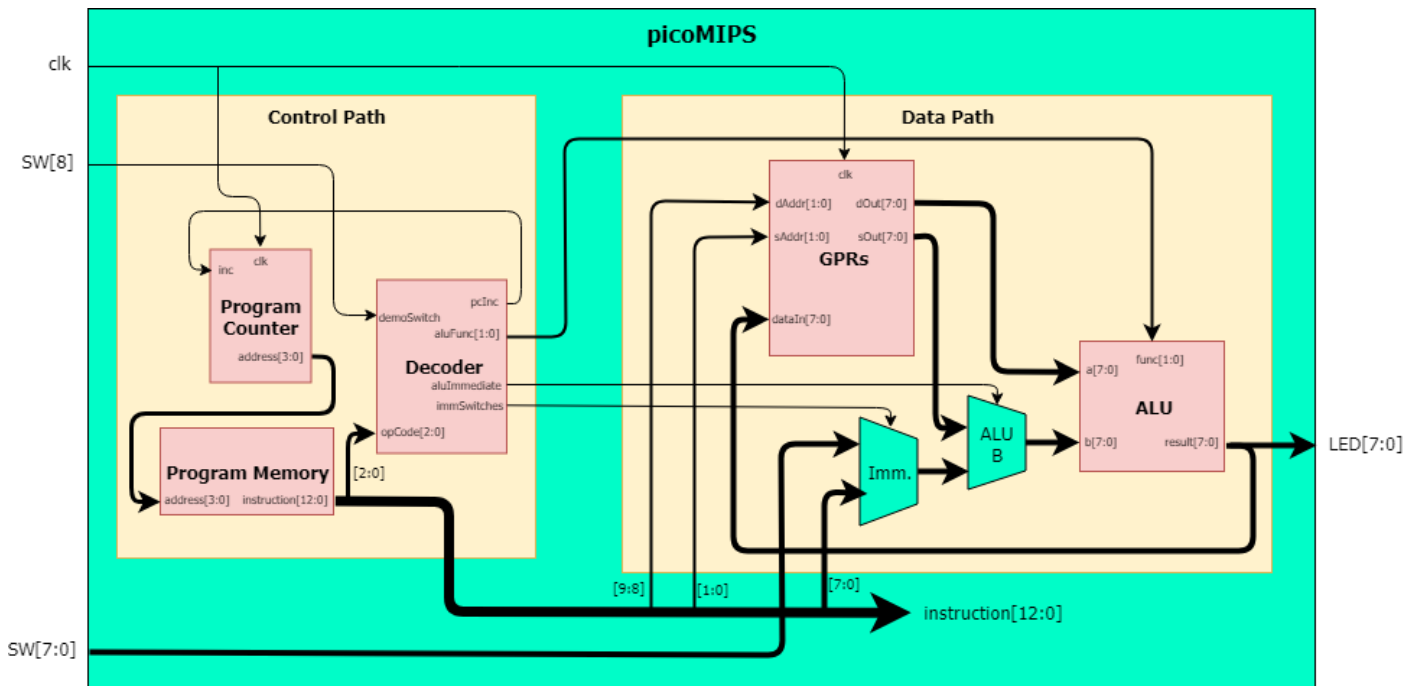 picoMIPS
clk
Control Path
Data Path
SW[8]
clk
dAddr[1:0]
dOut[7:0]
sAddr[1:0]
sOut[7:0]
GPRs
dataIn[7:0]
clk
inc
Program
Counter
address[3:0]
pcInc
demoSwitch
aluFunc[1:0]
Decoder
aluImmediate
immSwitches
opCode[2:0]
func[1:0]
a[7:0]
ALU
b[7:0]
result[7:0]
LED[7:0]
ALU
B
Imm.
Program Memory
address[3:0]
instruction[12:0]
[2:0]
[9:8]
[1:0]
[7:0]
instruction[12:0]
SW[7:0]